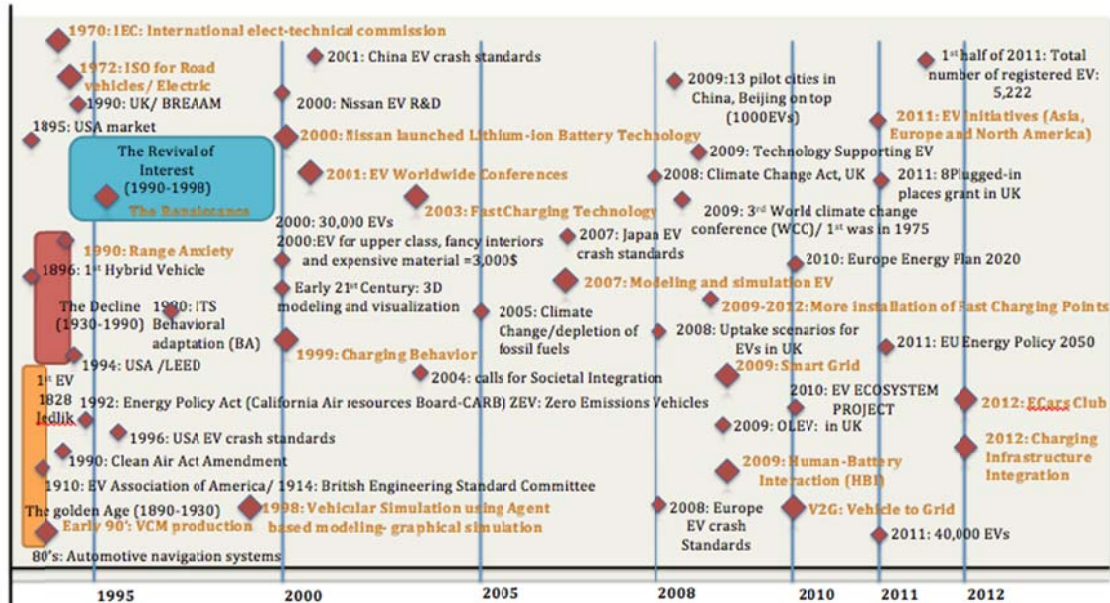 1970: IEC: International elect-technical commission
1972: ISO for Road
vehicles / Electric
1990: UK/ BREAAM
1895: USA market
The Revival of
Interest
(1990-1998)
The Renaissance
1990: Range Anxiety
1896: 1st Hybrid Vehicle
The Decline
(1930-1990)
1980: ITS
Behavioral
adaptation (BA)
1994: USA /LEED
1st EV
1828
Jedlik
1992: Energy Policy Act (California Air resources Board-CARB) ZEV: Zero Emissions Vehicles
1996: USA EV crash standards
1990: Clean Air Act Amendment
1910: EV Association of America/ 1914: British Engineering Standard Committee
The golden Age (1890-1930)
Early 90': VCM production
80's: Automotive navigation systems
1998: Vehicular Simulation using Agent
based modeling- graphical simulation
2001: China EV crash standards
2000: Nissan EV R&D
2000: Nissan launched Lithium-ion Battery Technology
2001: EV Worldwide Conferences
2003: FastCharging Technology
2000: 30,000 EVs
2000:EV for upper class, fancy interiors
and expensive material =3,000$
Early 21st Century: 3D
modeling and visualization
1999: Charging Behavior
2004: calls for Societal Integration
2007: Japan EV
crash standards
2007: Modeling and simulation EV
2005: Climate
Change/depletion of
fossil fuels
2009:13 pilot cities in
China, Beijing on top
(1000EVs)
2009: Technology Supporting EV
2008: Climate Change Act, UK
2009: 3rd World climate change
conference (WCC)/ 1st was in 1975
2010: Europe Energy Plan 2020
2009-2012: More installation of Fast Charging Points
2008: Uptake scenarios for
EVs in UK
2009: Smart Grid
2010: EV ECOSYSTEM
PROJECT
2009: OLEV: in UK
2009: Human-Battery
Interaction (HBI)
2008: Europe
EV crash
Standards
V2G: Vehicle to Grid
1st half of 2011: Total
number of registered EV:
5,222
2011: EV Initiatives (Asia,
Europe and North America)
2011: 8Plugged-in
places grant in UK
2011: EU Energy Policy 2050
2012: ECars Club
2012: Charging
Infrastructure
Integration
2011: 40,000 EVs
1995
2000
2005
2008
2010
2011
2012